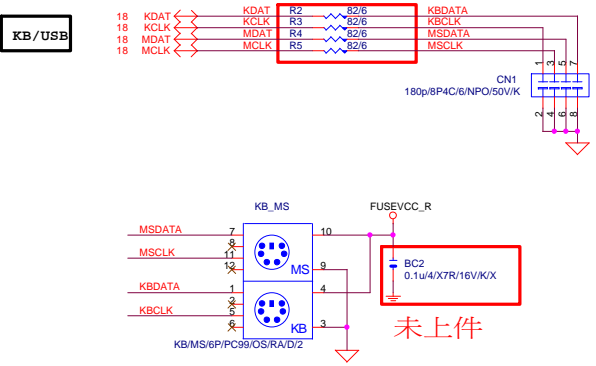 KB/USB
18 KDAT KDAT R2 82/6 KBDATA
18 KCLK KCLK R3 82/6 KBCLK
18 MDAT MDAT R4 82/6 MSDATA
18 MCLK MCLK R5 82/6 MSCLK
1 3 5 7
CN1
180p/8P4C/6/NPO/50V/K
2 4 6 8
KB_MS
FUSEVCC_R
MSDATA 7 10
8
MSCLK 11
12 MS 9
BC2
0.1u/4/X7R/16V/K/X
KBDATA 1 4
2
KBCLK 5
6 KB 3
未上件
KB/MS/6P/PC99/OS/RA/D/2